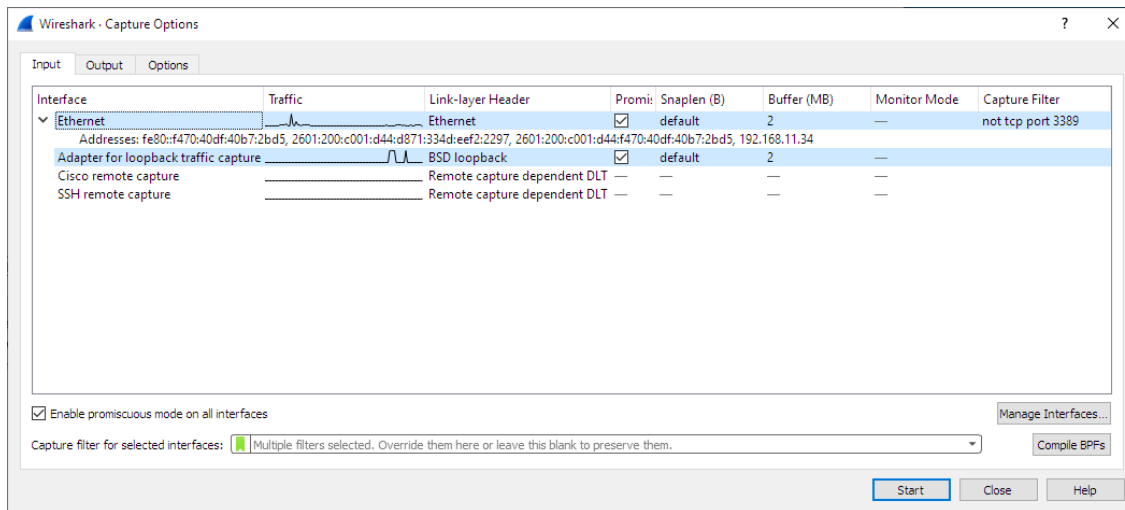 Wireshark · Capture Options ? ×
Input Output Options
Interface Traffic Link-layer Header Promi: Snaplen (B) Buffer (MB) Monitor Mode Capture Filter
Ethernet Ethernet default 2 — not tcp port 3389
Addresses: fe80::f470:40df:40b7:2bd5, 2601:200:c001:d44:d871:334d:eef2:2297, 2601:200:c001:d44:f470:40df:40b7:2bd5, 192.168.11.34
Adapter for loopback traffic capture BSD loopback default 2 —
Cisco remote capture Remote capture dependent DLT — — — —
SSH remote capture Remote capture dependent DLT — — — —
Enable promiscuous mode on all interfaces Manage Interfaces...
Capture filter for selected interfaces: Multiple filters selected. Override them here or leave this blank to preserve them. Compile BPFs
Start Close Help